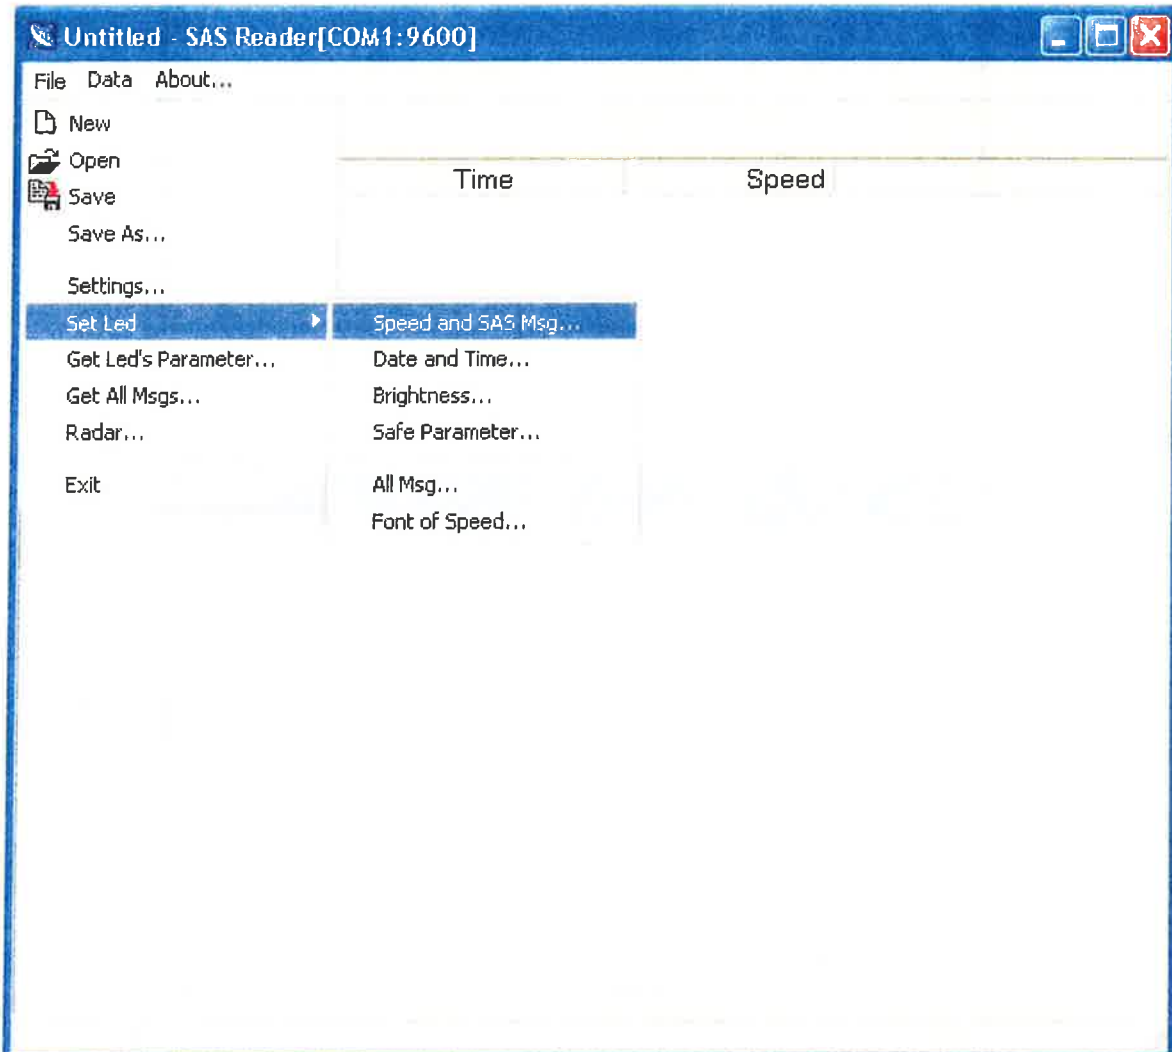 Untitled - SAS Reader[COM1:9600]
File Data About...
New
Open
Save
Save As...
Settings...
Set Led
Get Led's Parameter...
Get All Msgs...
Radar...
Exit
Time Speed
Speed and SAS Msg...
Date and Time...
Brightness...
Safe Parameter...
All Msg...
Font of Speed...